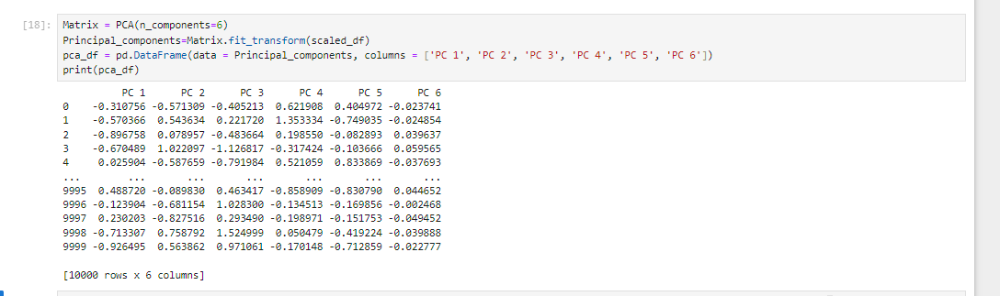 [18]: Matrix = PCA(n_components=6)
Principal_components=Matrix.fit_transform(scaled_df)
pca_df = pd.DataFrame(data = Principal_components, columns = ['PC 1', 'PC 2', 'PC 3', 'PC 4', 'PC 5', 'PC 6'])
print(pca_df)
PC 1 PC 2 PC 3 PC 4 PC 5 PC 6
0 -0.310756 -0.571309 -0.405213 0.621908 0.404972 -0.023741
1 -0.570366 0.543634 0.221720 1.353334 -0.749035 -0.024854
2 -0.896758 0.078957 -0.483664 0.198550 -0.082893 0.039637
3 -0.670489 1.022097 -1.126817 -0.317424 -0.103666 0.059565
4 0.025904 -0.587659 -0.791984 0.521059 0.833869 -0.037693
... ... ... ... ... ... ...
9995 0.488720 -0.089830 0.463417 -0.858909 -0.830790 0.044652
9996 -0.123904 -0.681154 1.028300 -0.134513 -0.169856 -0.002468
9997 0.230203 -0.827516 0.293490 -0.198971 -0.151753 -0.049452
9998 -0.713307 0.758792 1.524999 0.050479 -0.419224 -0.039888
9999 -0.926495 0.563862 0.971061 -0.170148 -0.712859 -0.022777
[10000 rows x 6 columns]